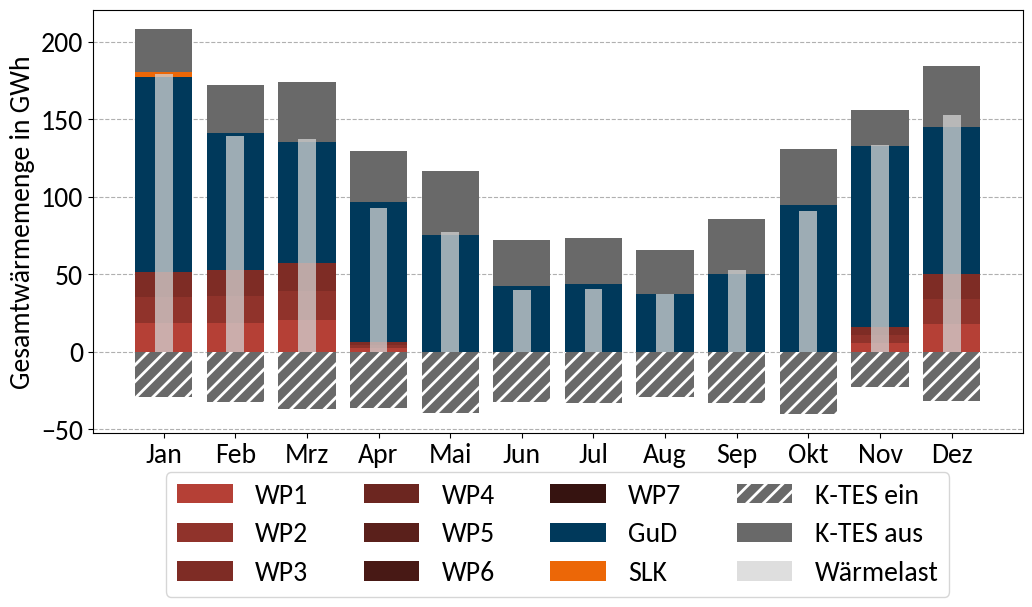 Gesamtwärmemenge in GWh
200
150
100
50
0
−50
Jan Feb Mrz Apr Mai Jun Jul Aug Sep Okt Nov Dez
WP1 WP4 WP7 K-TES ein
WP2 WP5 GuD K-TES aus
WP3 WP6 SLK Wärmelast